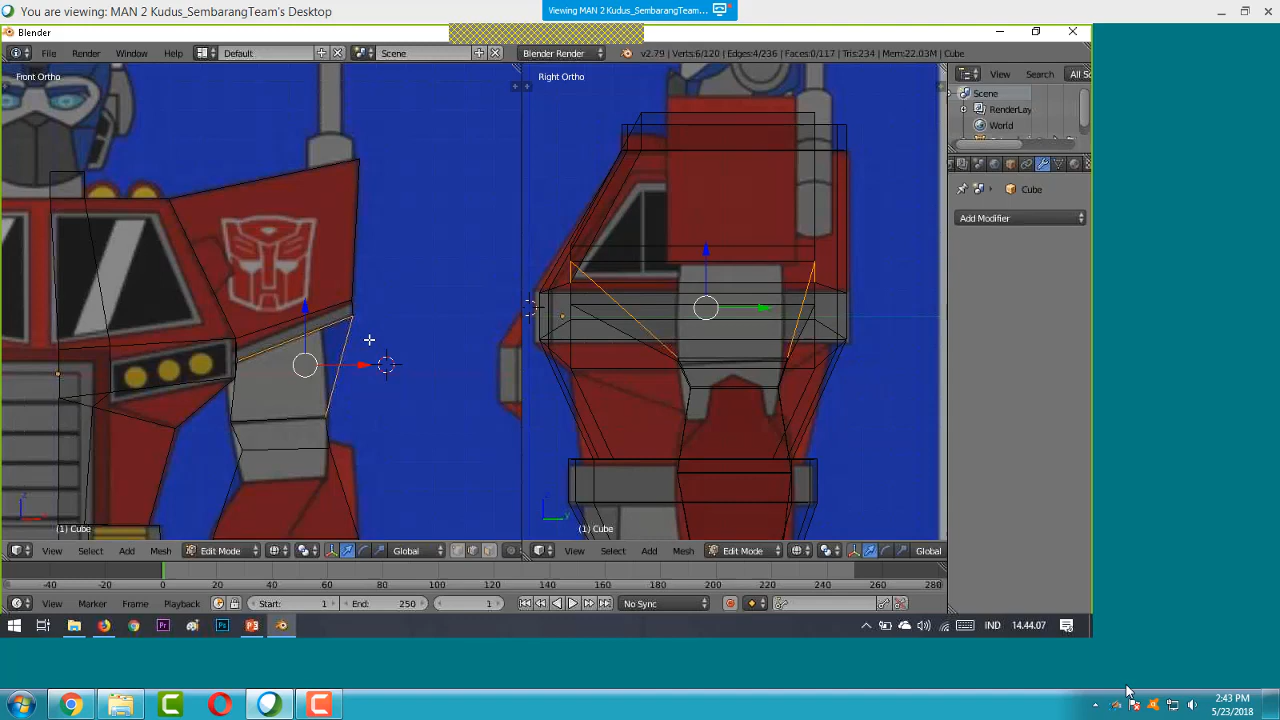 You are viewing: MAN 2 Kudus_SembarangTeam's Desktop
Viewing MAN 2 Kudus_SembarangTeam...
Blender
File Render Window Help Default Scene Blender Render v2.79 | Verts:6/120 | Edges:4/236 | Faces:0/117 | Tris:234 | Mem:22.03M | Cube
Front Ortho
Right Ortho
View Search All Sc
Scene
RenderLay
World
Cube
Add Modifier
(1) Cube
(1) Cube
View Select Add Mesh Edit Mode Global
View Select Add Mesh Edit Mode Global
-40 -20 0 20 40 60 80 100 120 140 160 180 200 220 240 260 280
View Marker Frame Playback Start: 1 End: 250 1 No Sync
IND 14.44.07
2:43 PM
5/23/2018